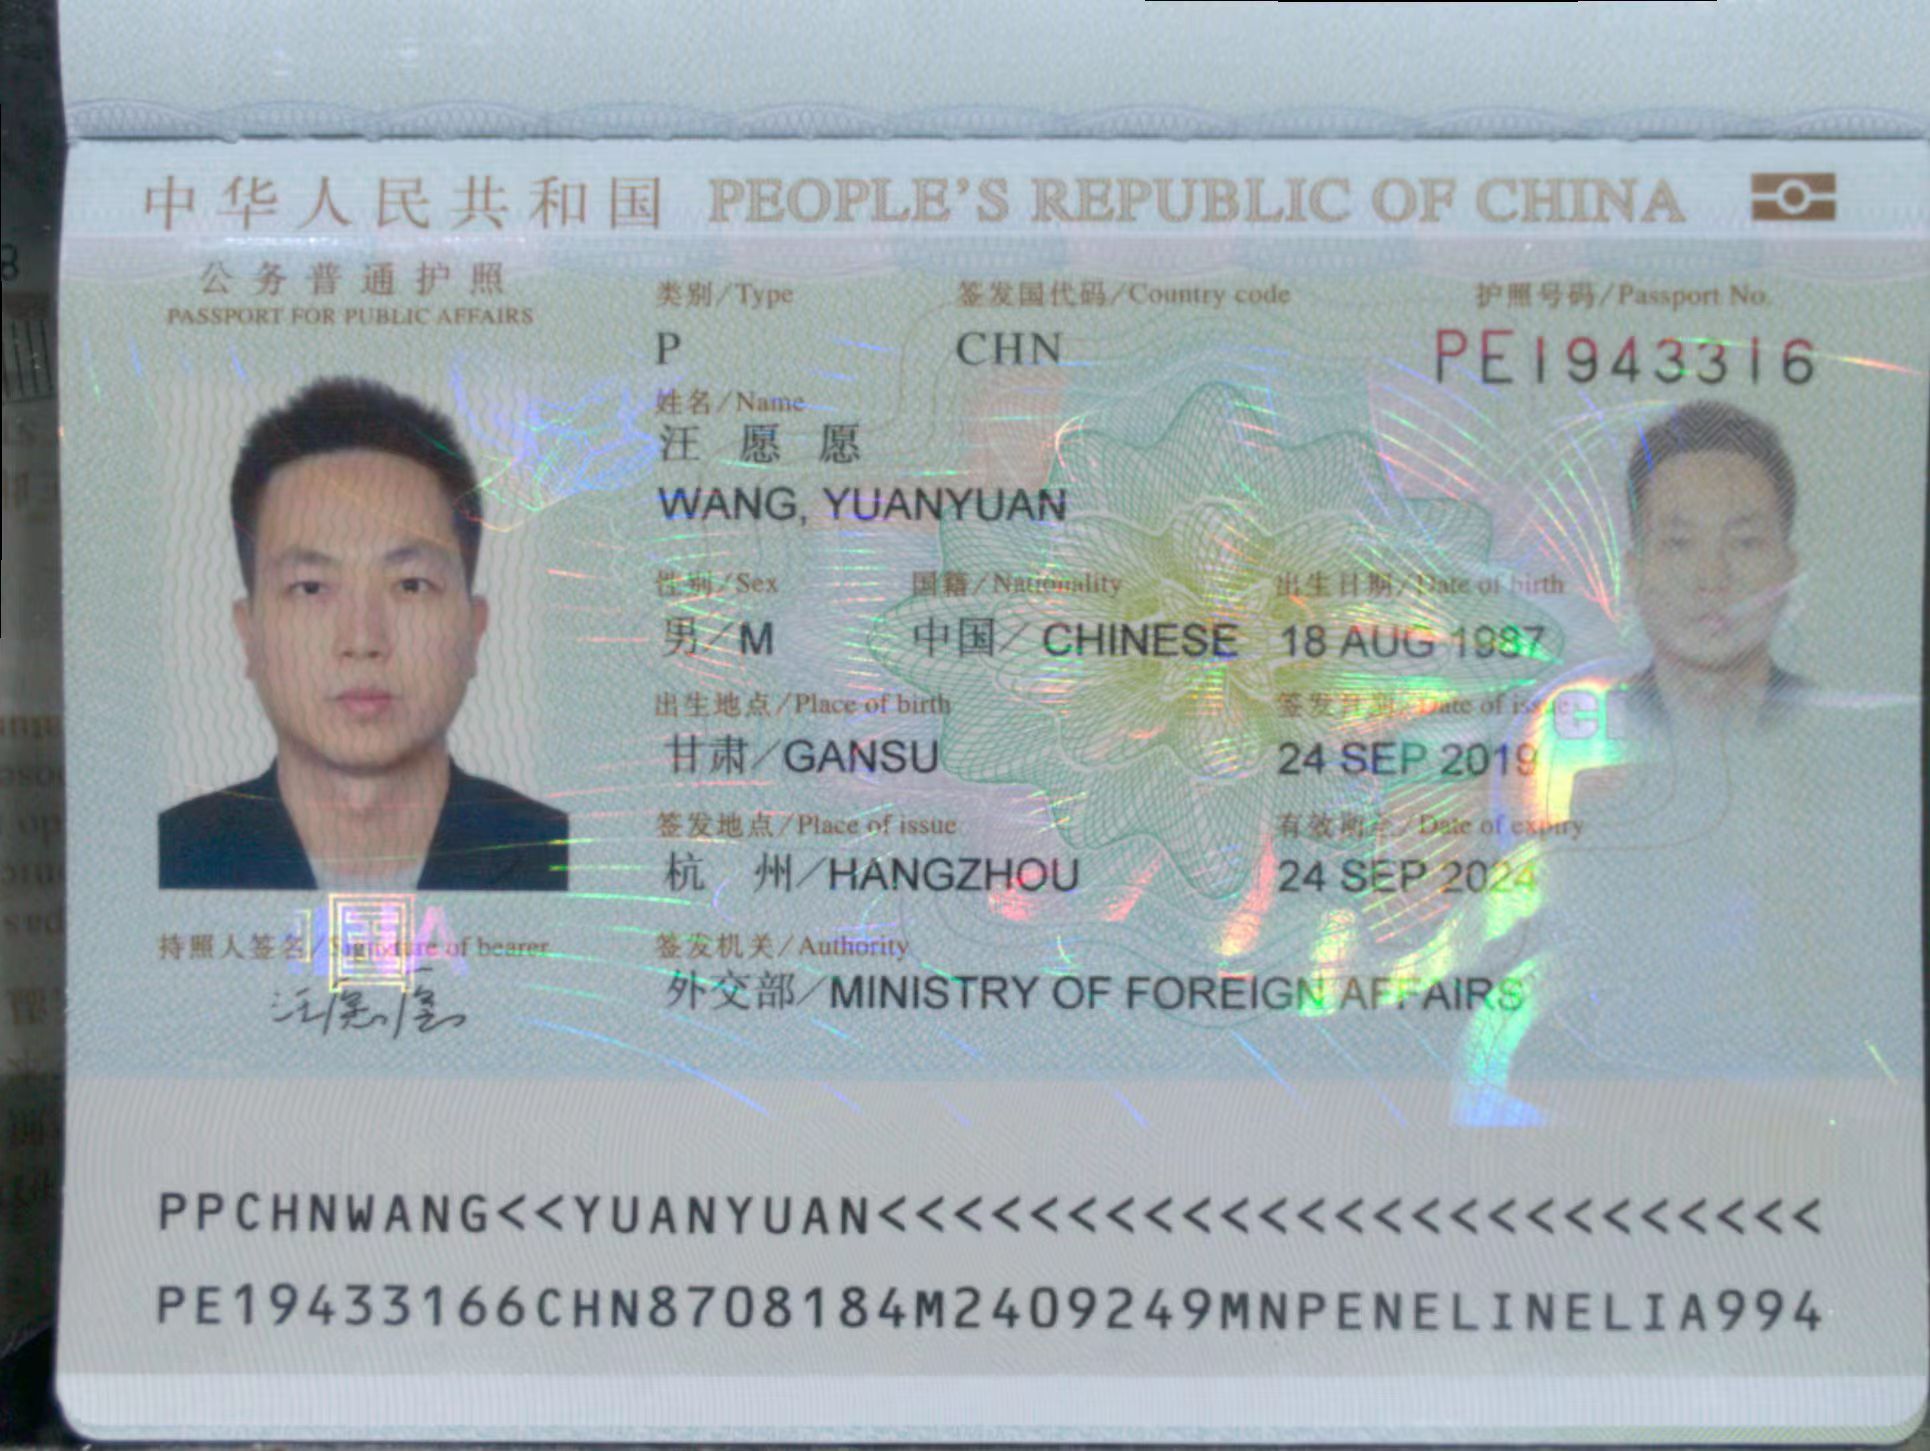 中华人民共和国 PEOPLE'S REPUBLIC OF CHINA
公务普通护照
PASSPORT FOR PUBLIC AFFAIRS
类别/Type 签发国代码/Country code 护照号码/Passport No.
P CHN PE1943316
姓名/Name
汪 愿 愿
WANG, YUANYUAN
性别/Sex 国籍/Nationality 出生日期/Date of birth
男/M 中国/CHINESE 18 AUG 1987
出生地点/Place of birth 签发日期/Date of issue
甘肃/GANSU 24 SEP 2019
签发地点/Place of issue 有效期至/Date of expiry
杭 州/HANGZHOU 24 SEP 2024
持照人签名/Signature of bearer 签发机关/Authority
汪愿愿 外交部/MINISTRY OF FOREIGN AFFAIRS
PPCHNWANG<<YUANYUAN<<<<<<<<<<<<<<<<<<<<<<<<<
PE19433166CHN8708184M2409249MNPENELINELIA994